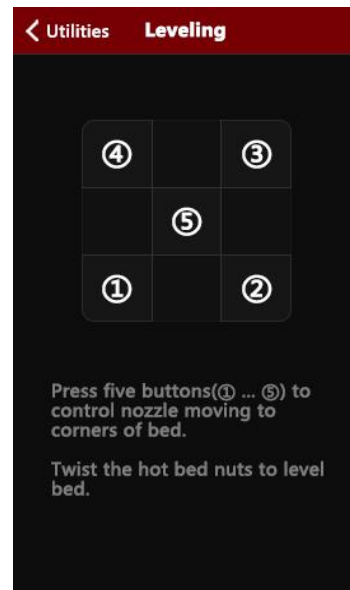 Utilities Leveling
④ ③
⑤
① ②
Press five buttons(① ... ⑤) to
control nozzle moving to
corners of bed.
Twist the hot bed nuts to level
bed.